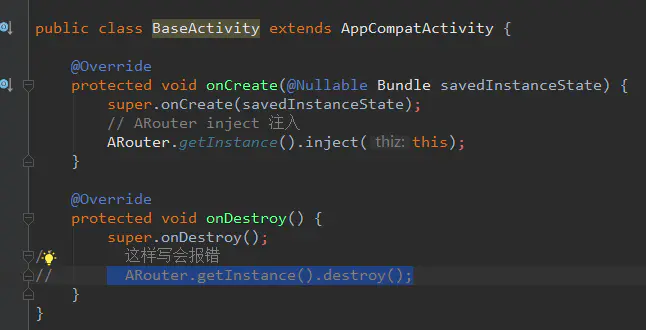 public class BaseActivity extends AppCompatActivity {
@Override
protected void onCreate(@Nullable Bundle savedInstanceState) {
super.onCreate(savedInstanceState);
// ARouter inject 注入
ARouter.getInstance().inject( thiz: this);
}
@Override
protected void onDestroy() {
super.onDestroy();
/ 这样写会报错
// ARouter.getInstance().destroy();
}
}